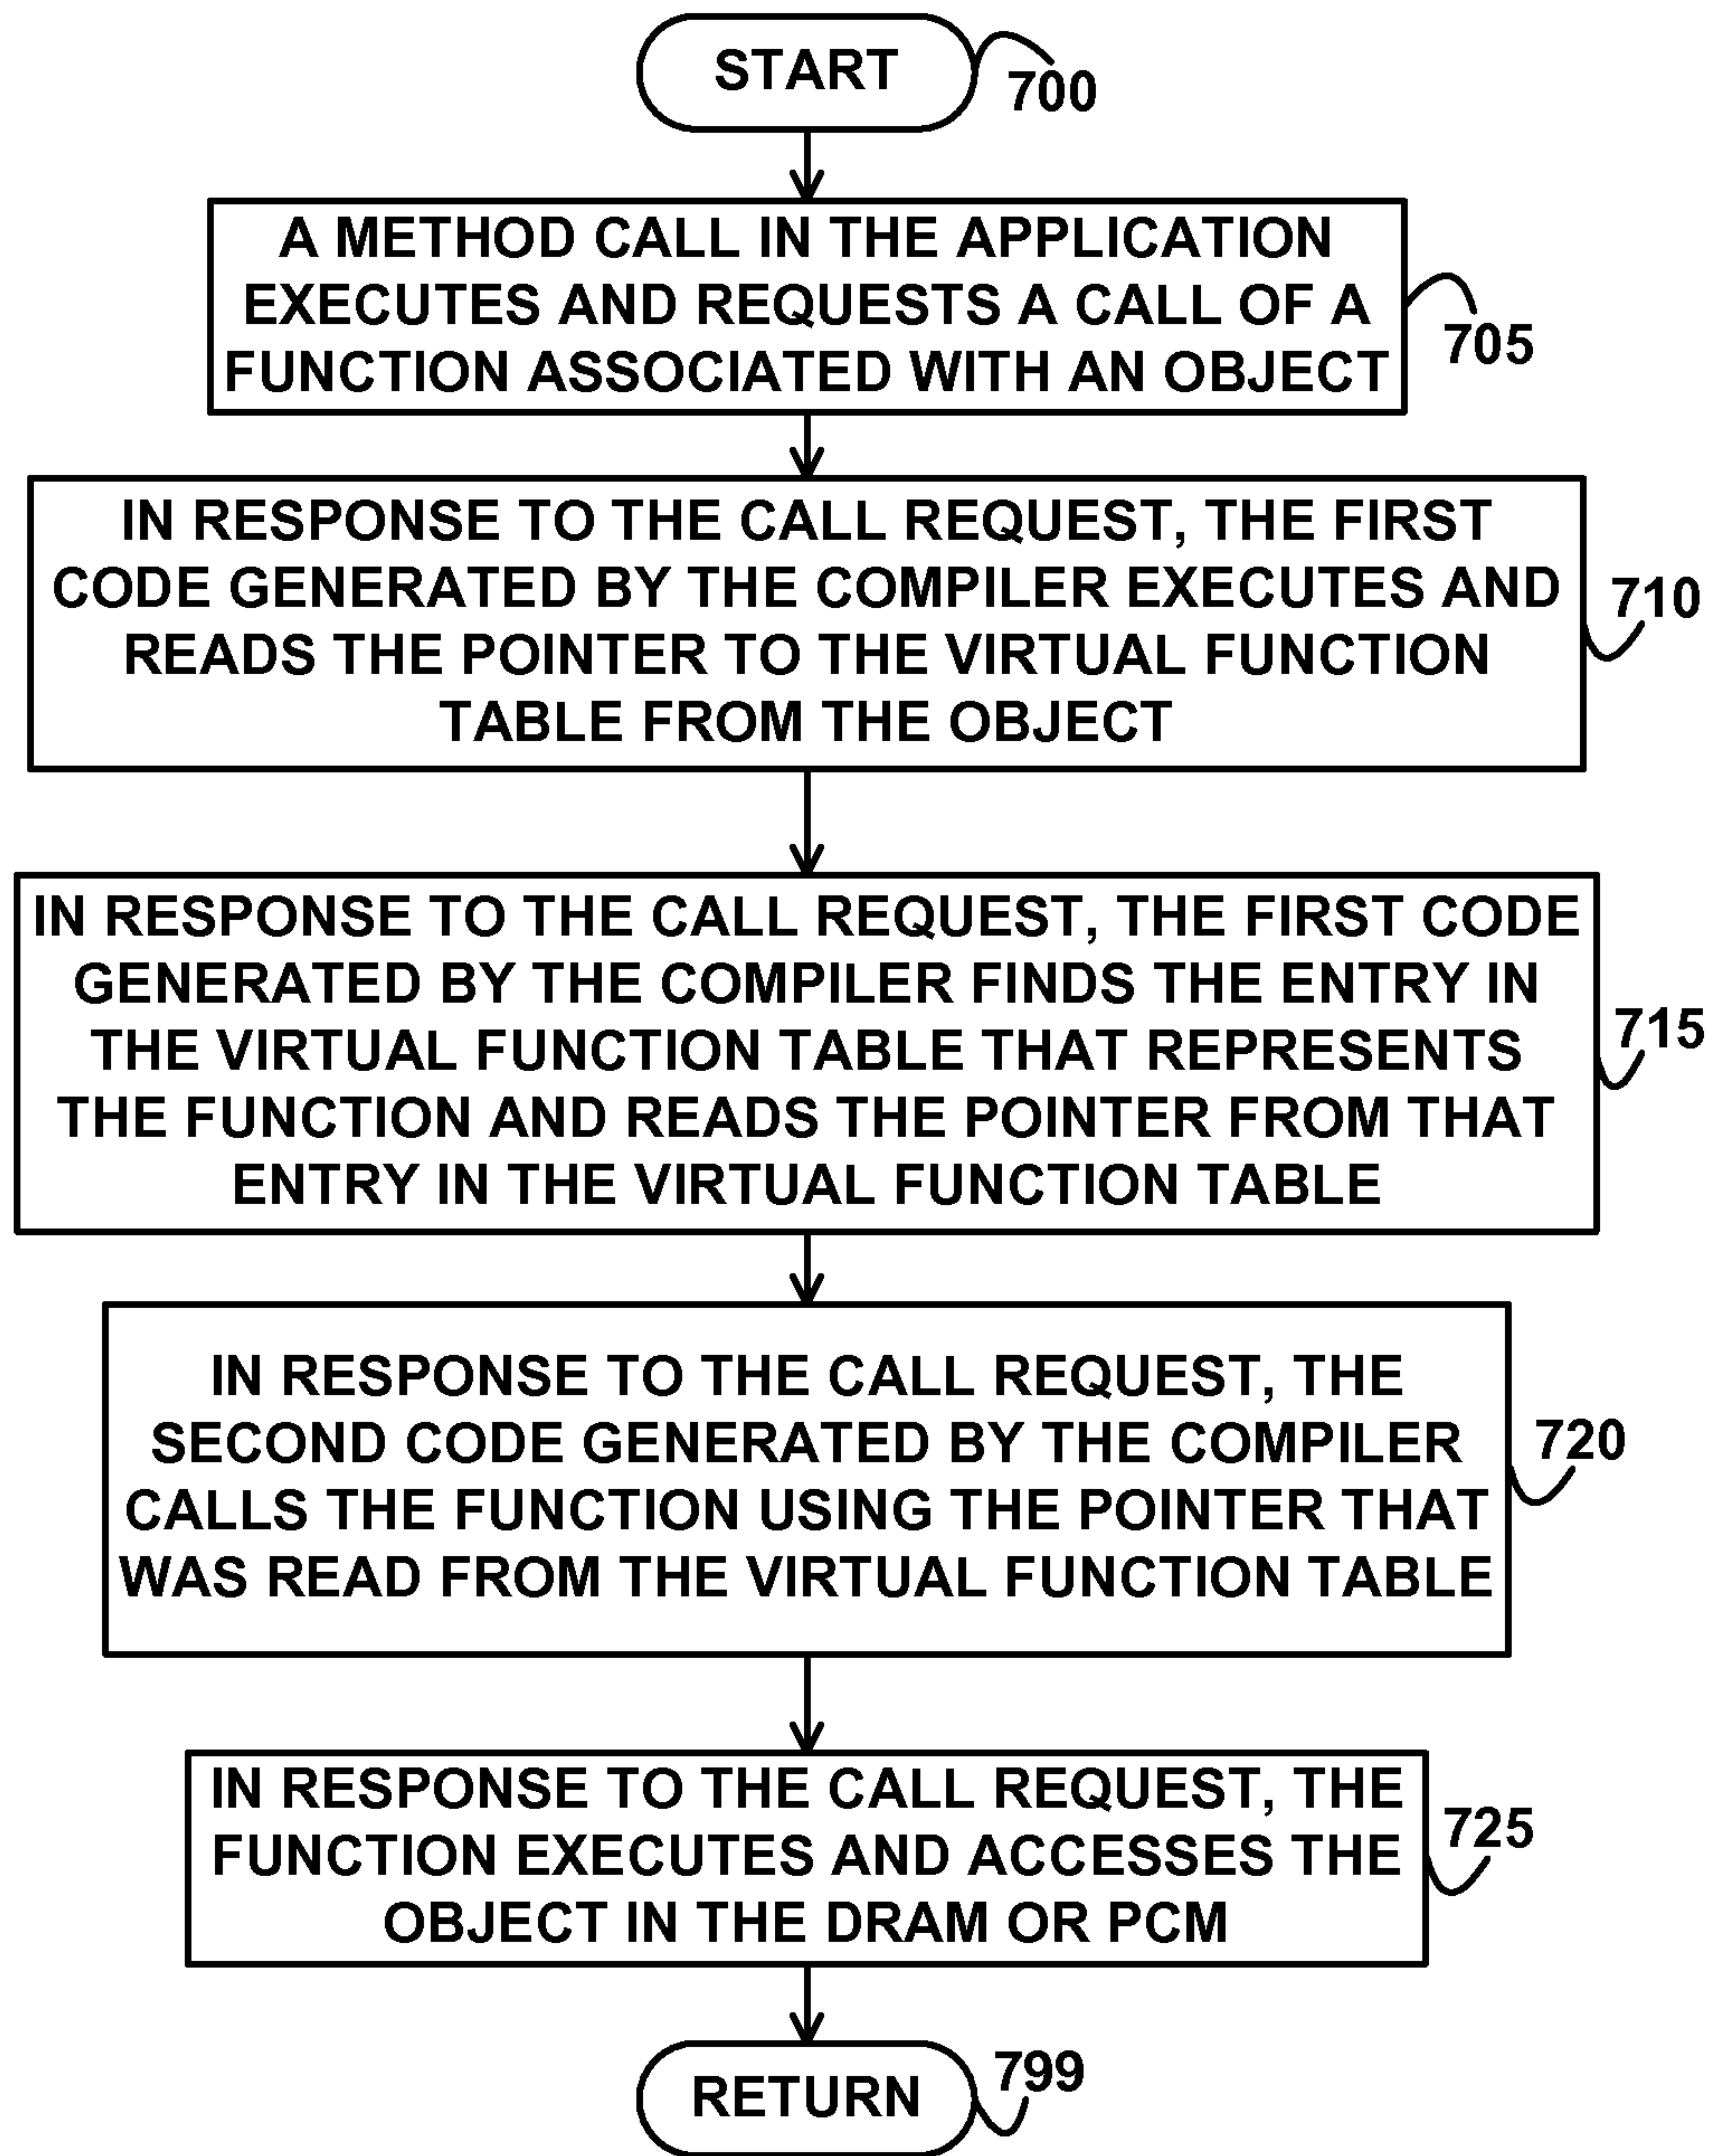 START
700
A METHOD CALL IN THE APPLICATION
EXECUTES AND REQUESTS A CALL OF A
FUNCTION ASSOCIATED WITH AN OBJECT
705
IN RESPONSE TO THE CALL REQUEST, THE FIRST
CODE GENERATED BY THE COMPILER EXECUTES AND
READS THE POINTER TO THE VIRTUAL FUNCTION
TABLE FROM THE OBJECT
710
IN RESPONSE TO THE CALL REQUEST, THE FIRST CODE
GENERATED BY THE COMPILER FINDS THE ENTRY IN
THE VIRTUAL FUNCTION TABLE THAT REPRESENTS
THE FUNCTION AND READS THE POINTER FROM THAT
ENTRY IN THE VIRTUAL FUNCTION TABLE
715
IN RESPONSE TO THE CALL REQUEST, THE
SECOND CODE GENERATED BY THE COMPILER
CALLS THE FUNCTION USING THE POINTER THAT
WAS READ FROM THE VIRTUAL FUNCTION TABLE
720
IN RESPONSE TO THE CALL REQUEST, THE
FUNCTION EXECUTES AND ACCESSES THE
OBJECT IN THE DRAM OR PCM
725
RETURN
799